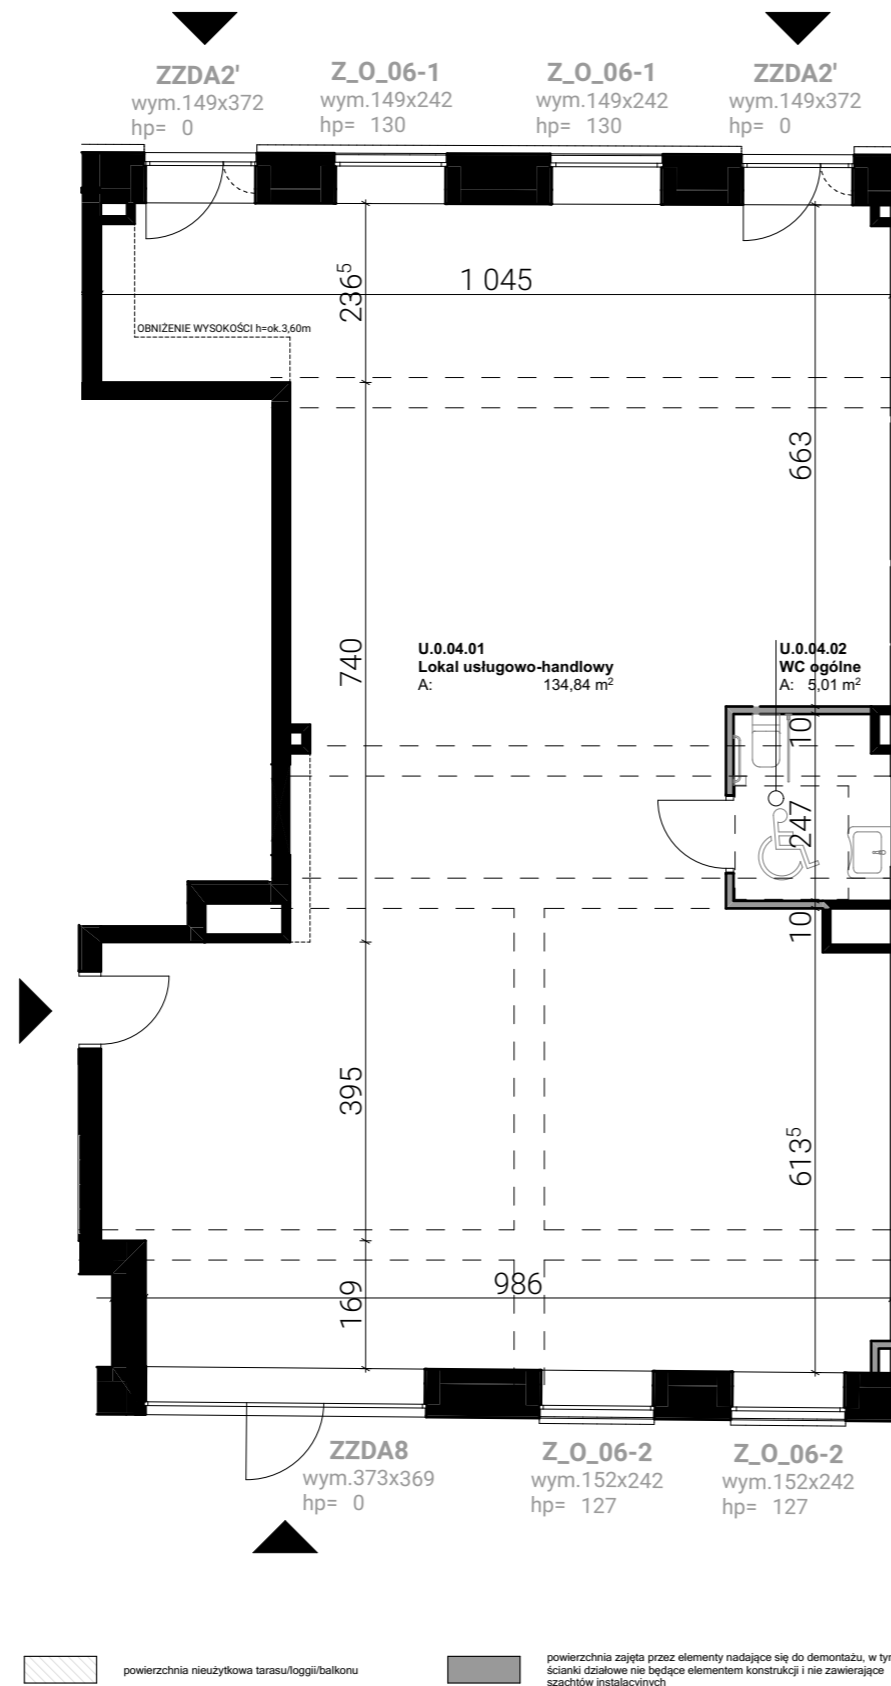 ZZDA2'
wym.149x372
hp= 0
Z_O_06-1
wym.149x242
hp= 130
Z_O_06-1
wym.149x242
hp= 130
ZZDA2'
wym.149x372
hp= 0
236⁵
1 045
OBNIŻENIE WYSOKOŚCI h=ok.3,60m
663
740
U.0.04.01
Lokal usługowo-handlowy
A: 134,84 m²
U.0.04.02
WC ogólne
A: 5,01 m²
10
247
10
395
613⁵
986
169
ZZDA8
wym.373x369
hp= 0
Z_O_06-2
wym.152x242
hp= 127
Z_O_06-2
wym.152x242
hp= 127
powierzchnia nieużytkowa tarasu/loggii/balkonu
powierzchnia zajęta przez elementy nadające się do demontażu, w tym
ścianki działowe nie będące elementem konstrukcji i nie zawierające
szachtów instalacyjnych